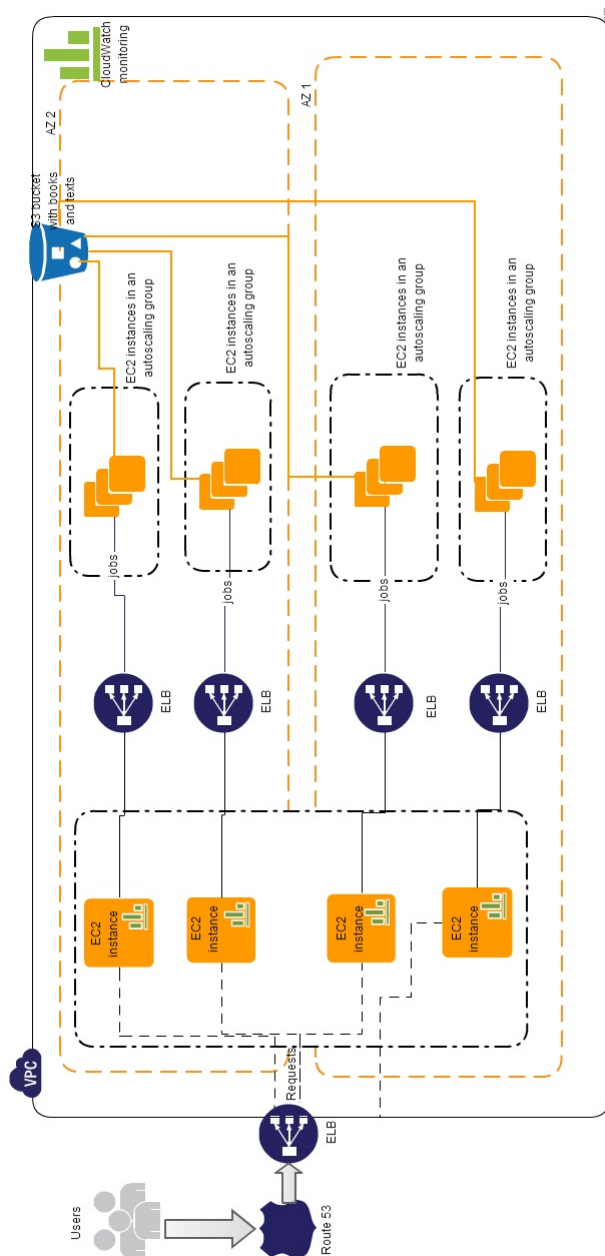 Users
Route 53
ELB
VPC
Requests
EC2
instance
EC2
instance
EC2
instance
EC2
instance
ELB
ELB
ELB
ELB
jobs
jobs
jobs
jobs
EC2 instances in an
autoscaling group
EC2 instances in an
autoscaling group
EC2 instances in an
autoscaling group
EC2 instances in an
autoscaling group
S3 bucket
with books
and texts
AZ 2
AZ 1
CloudWatch
monitoring